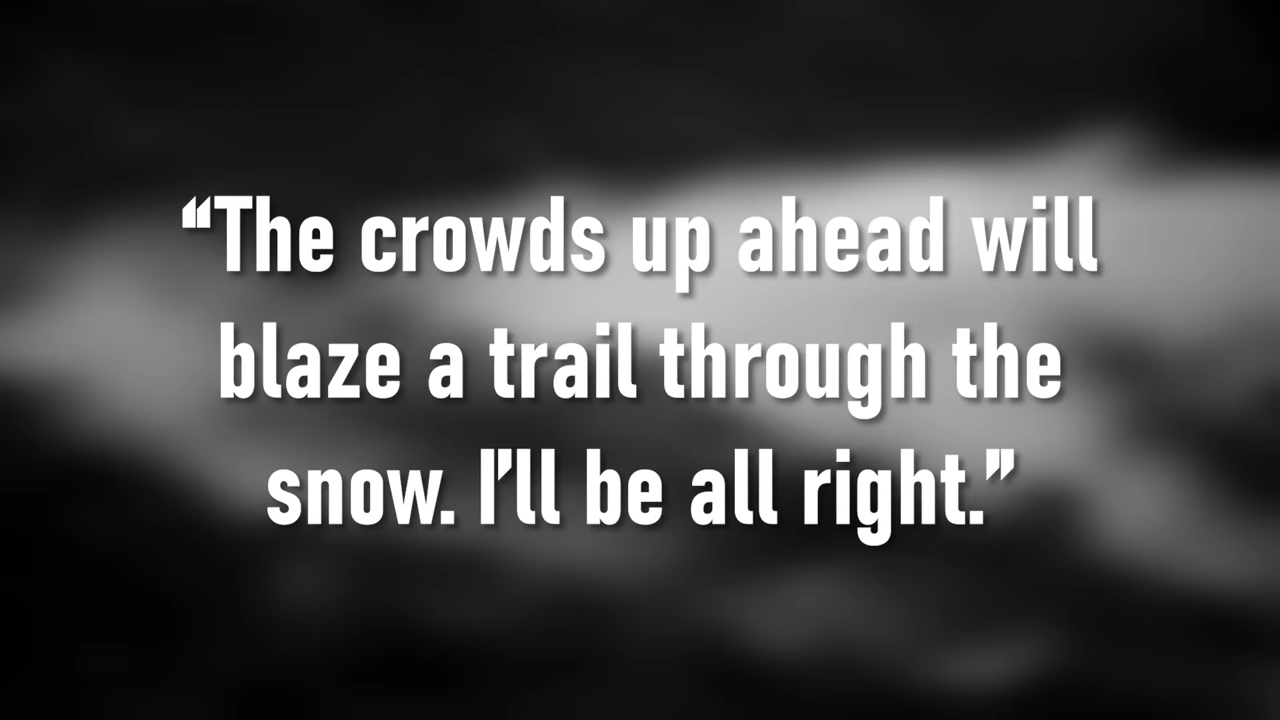 “The crowds up ahead will
blaze a trail through the
snow. I’ll be all right.”